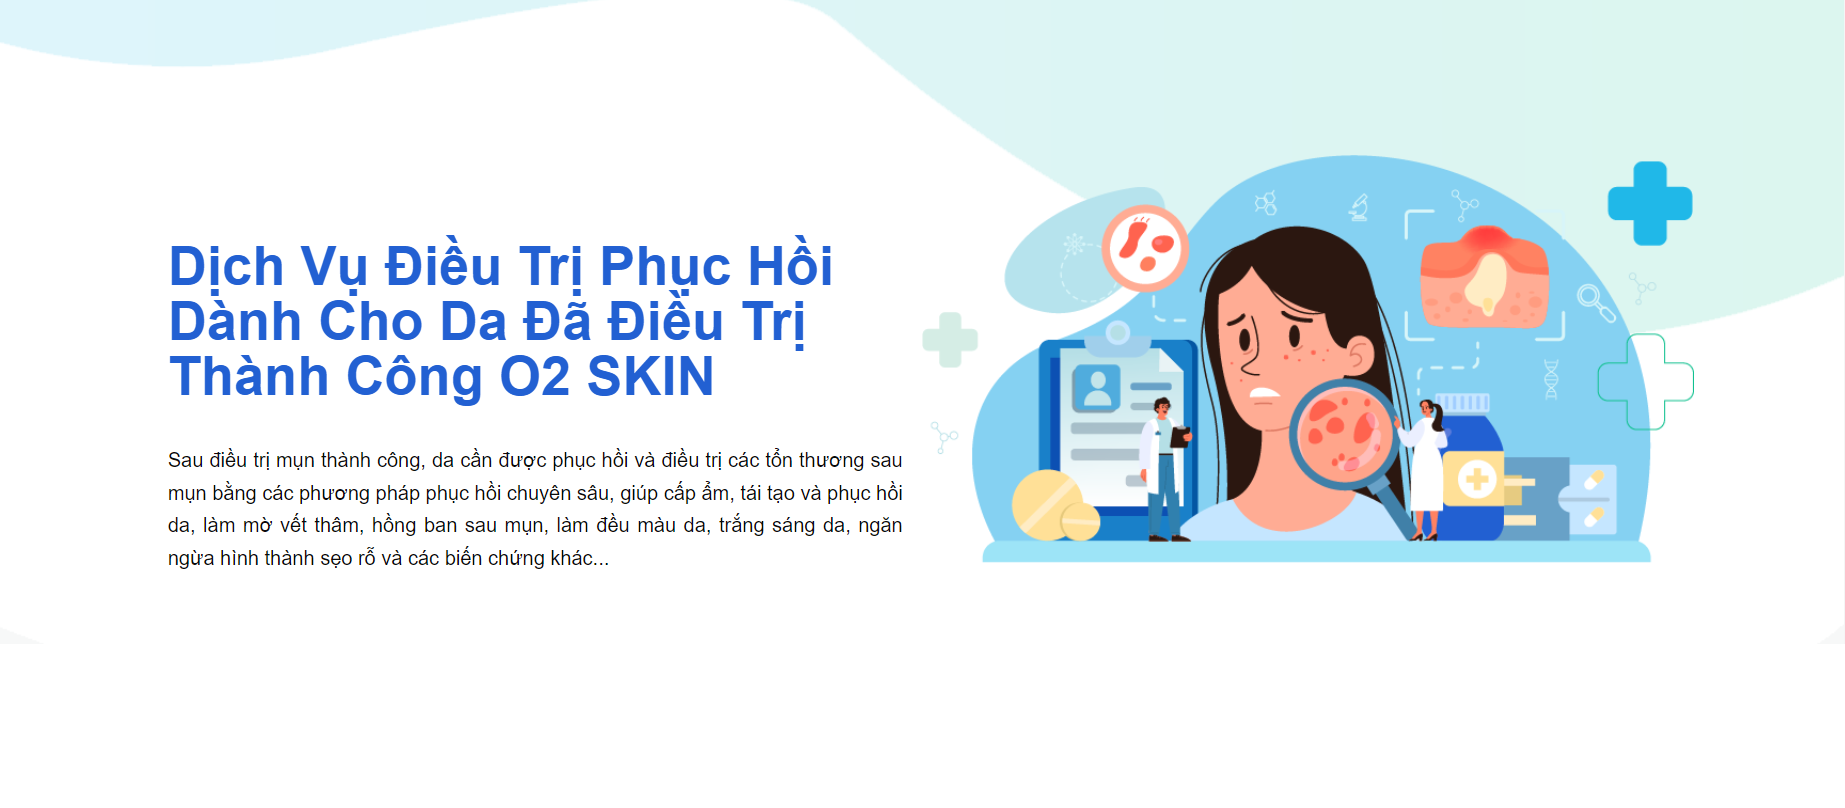 Dịch Vụ Điều Trị Phục Hồi
Dành Cho Da Đã Điều Trị
Thành Công O2 SKIN
Sau điều trị mụn thành công, da cần được phục hồi và điều trị các tổn thương sau
mụn bằng các phương pháp phục hồi chuyên sâu, giúp cấp ẩm, tái tạo và phục hồi
da, làm mờ vết thâm, hồng ban sau mụn, làm đều màu da, trắng sáng da, ngăn
ngừa hình thành sẹo rỗ và các biến chứng khác...